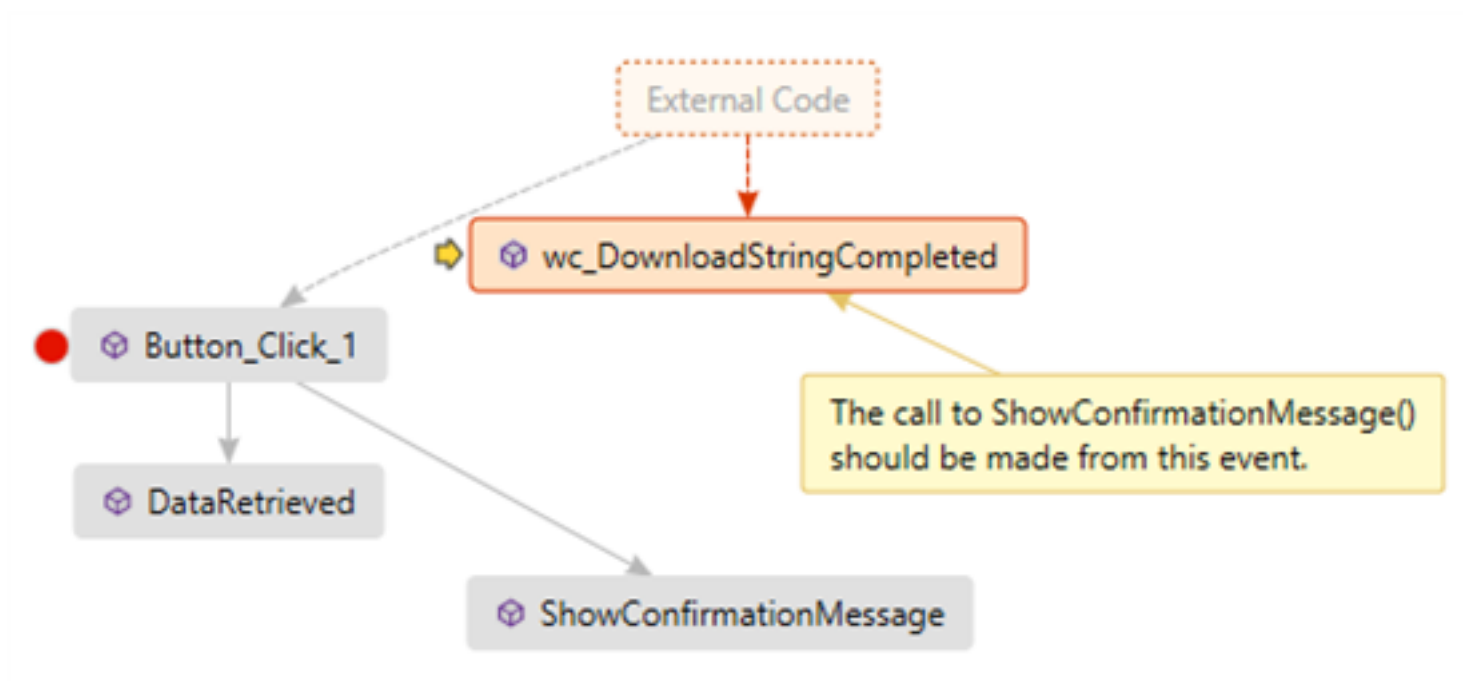 External Code
wc_DownloadStringCompleted
Button_Click_1
The call to ShowConfirmationMessage()
should be made from this event.
DataRetrieved
ShowConfirmationMessage